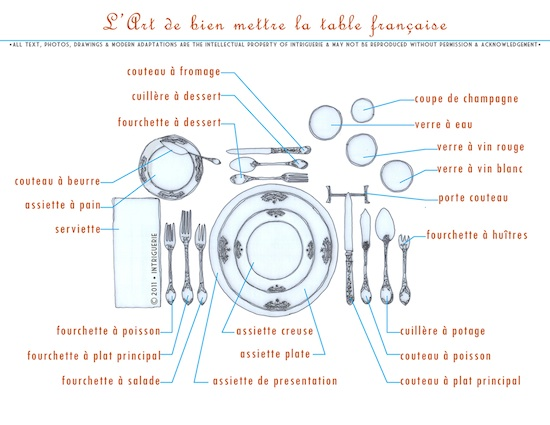 L'Art de bien mettre la table française
•ALL TEXT, PHOTOS, DRAWINGS & MODERN ADAPTATIONS ARE THE INTELLECTUAL PROPERTY OF INTRIGUERIE & MAY NOT BE REPRODUCED WITHOUT PERMISSION & ACKNOWLEDGEMENT•
couteau à fromage
cuillère à dessert
fourchette à dessert
coupe de champagne
verre à eau
verre à vin rouge
verre à vin blanc
porte couteau
fourchette à huîtres
couteau à beurre
assiette à pain
serviette
© 2011 • INTRIGUERIE
fourchette à poisson
fourchette à plat principal
fourchette à salade
assiette creuse
assiette plate
assiette de presentation
cuillère à potage
couteau à poisson
couteau à plat principal